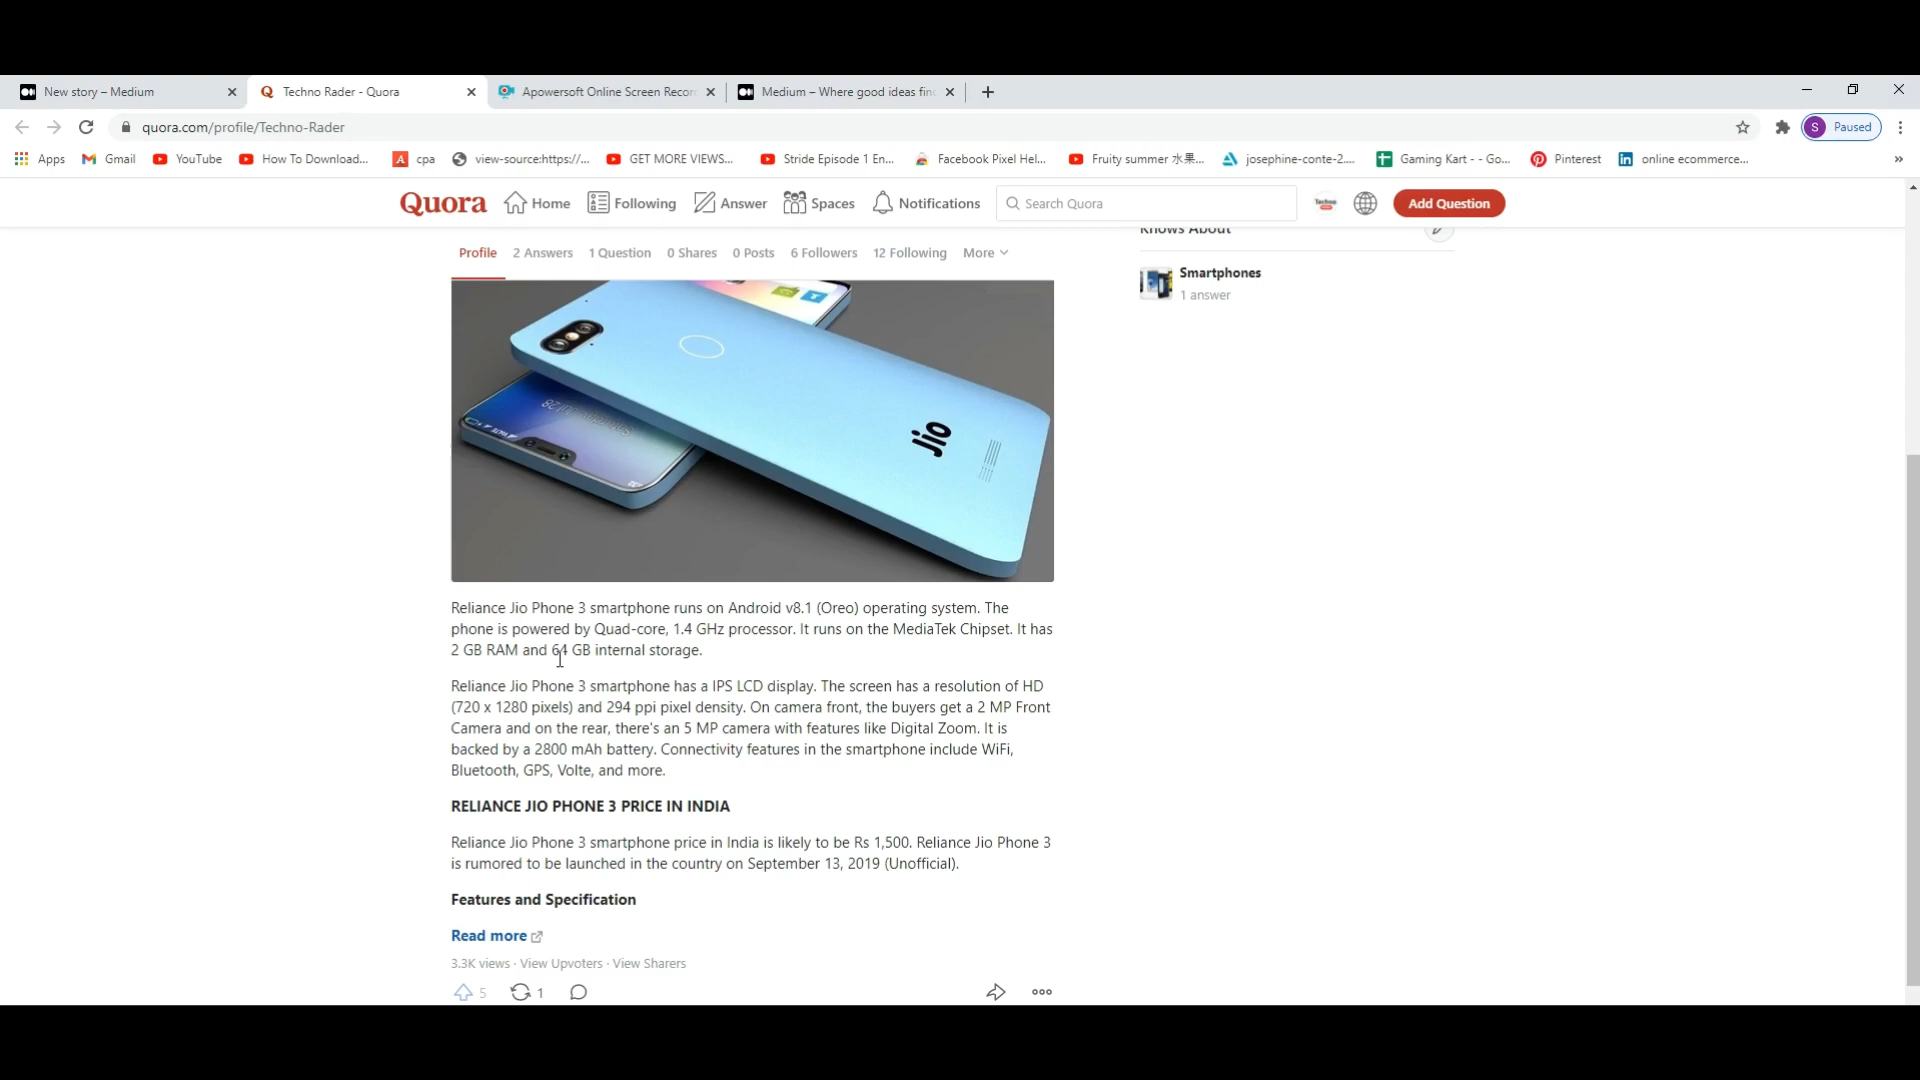 New story – Medium
Techno Rader - Quora
Apowersoft Online Screen Recor
Medium – Where good ideas fin
quora.com/profile/Techno-Rader
S Paused
Apps Gmail YouTube How To Download... cpa view-source:https://... GET MORE VIEWS... Stride Episode 1 En... Facebook Pixel Hel... Fruity summer 水果... josephine-conte-2.... Gaming Kart - - Go... Pinterest online ecommerce... »
Quora Home Following Answer Spaces Notifications Search Quora Techno Add Question
Profile 2 Answers 1 Question 0 Shares 0 Posts 6 Followers 12 Following More
Knows About
Smartphones
1 answer
Jio
Reliance Jio Phone 3 smartphone runs on Android v8.1 (Oreo) operating system. The
phone is powered by Quad-core, 1.4 GHz processor. It runs on the MediaTek Chipset. It has
2 GB RAM and 64 GB internal storage.
Reliance Jio Phone 3 smartphone has a IPS LCD display. The screen has a resolution of HD
(720 x 1280 pixels) and 294 ppi pixel density. On camera front, the buyers get a 2 MP Front
Camera and on the rear, there's an 5 MP camera with features like Digital Zoom. It is
backed by a 2800 mAh battery. Connectivity features in the smartphone include WiFi,
Bluetooth, GPS, Volte, and more.
RELIANCE JIO PHONE 3 PRICE IN INDIA
Reliance Jio Phone 3 smartphone price in India is likely to be Rs 1,500. Reliance Jio Phone 3
is rumored to be launched in the country on September 13, 2019 (Unofficial).
Features and Specification
Read more
3.3K views · View Upvoters · View Sharers
5 1